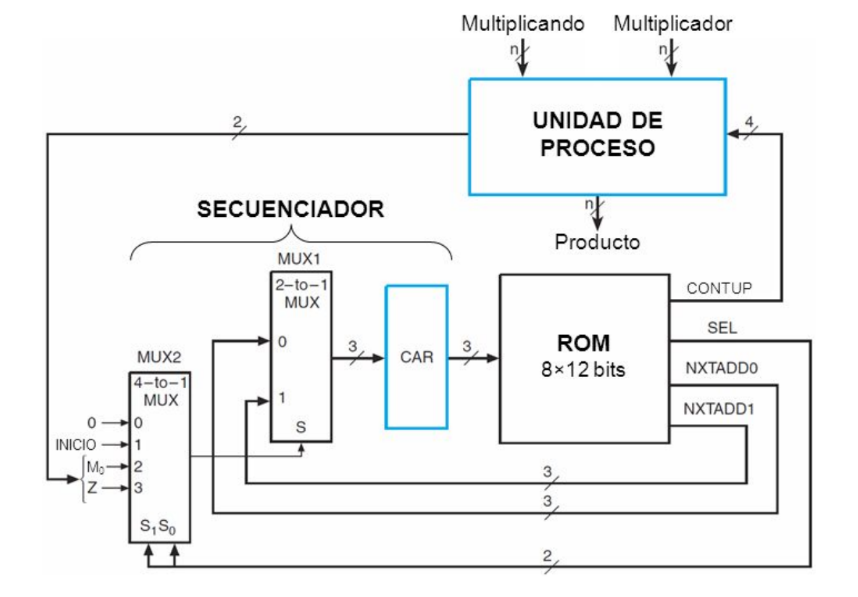 Multiplicando Multiplicador
n n
UNIDAD DE
PROCESO
2
4
n
Producto
SECUENCIADOR
MUX1
2-to-1
MUX
0
1
S
3
CAR
3
ROM
8×12 bits
CONTUP
SEL
NXTADD0
NXTADD1
MUX2
4-to-1
MUX
0 0
INICIO 1
M₀ 2
Z 3
S₁S₀
3
3
2